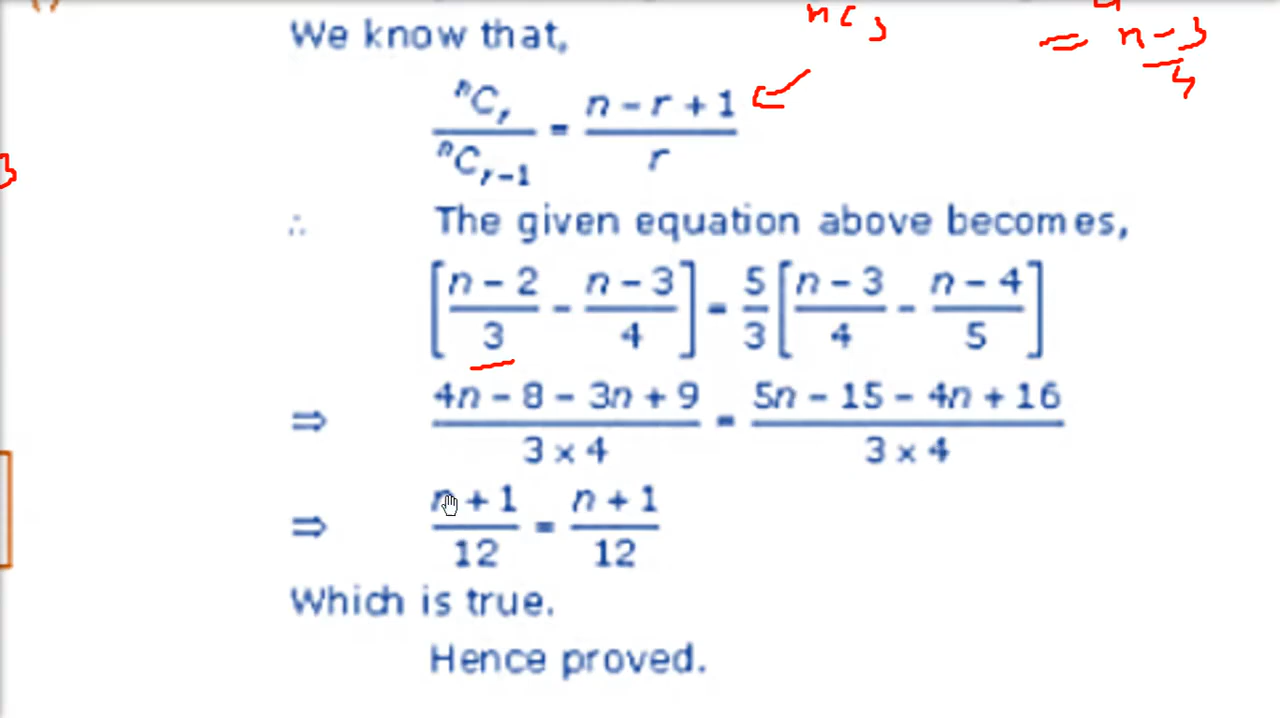 We know that,
nC3
= n-3/4
ⁿCᵣ/ⁿCᵣ₋₁ = (n - r + 1)/r
∴ The given equation above becomes,
[(n - 2)/3 - (n - 3)/4] = 5/3 [(n - 3)/4 - (n - 4)/5]
⇒ (4n - 8 - 3n + 9)/(3 × 4) = (5n - 15 - 4n + 16)/(3 × 4)
⇒ (n + 1)/12 = (n + 1)/12
Which is true.
Hence proved.